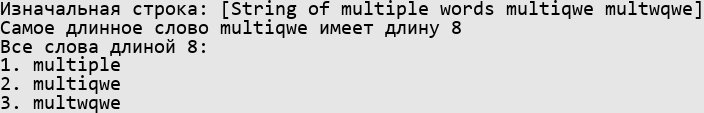 Изначальная строка: [String of multiple words multiqwe multwqwe]
Самое длинное слово multiqwe имеет длину 8
Все слова длиной 8:
1. multiple
2. multiqwe
3. multwqwe